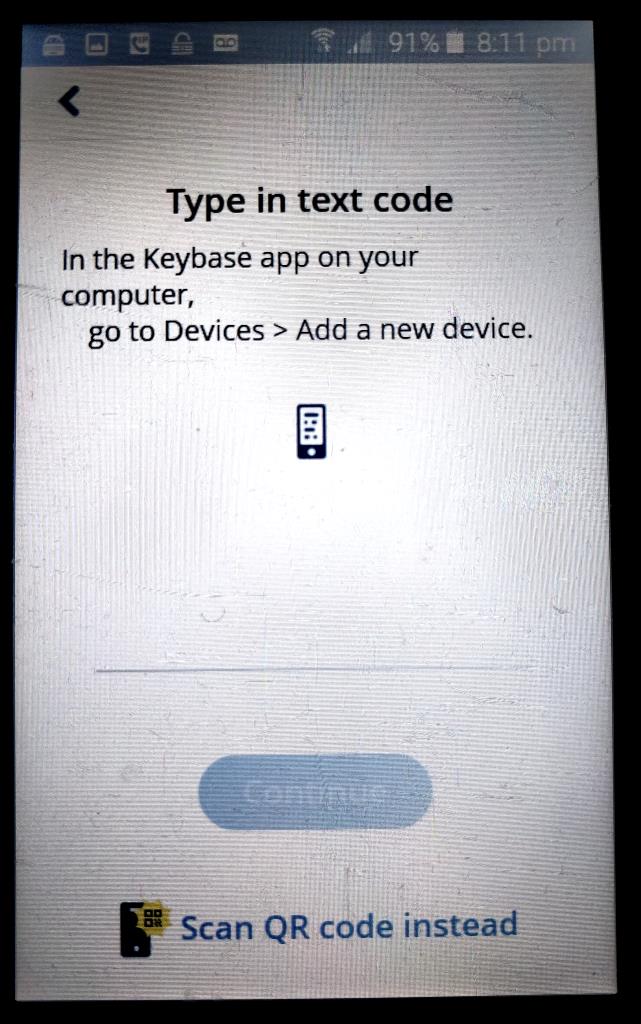 91% 8:11 pm
Type in text code
In the Keybase app on your
computer,
go to Devices > Add a new device.
Continue
Scan QR code instead